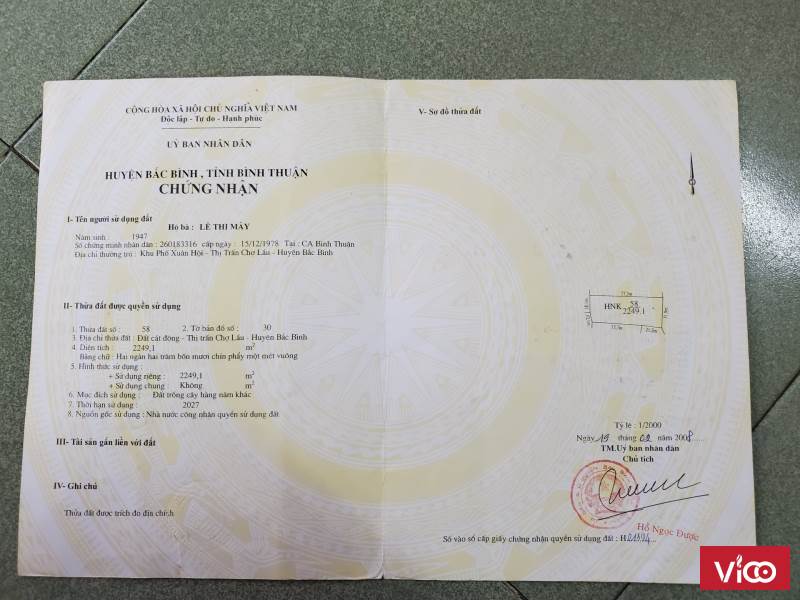 CỘNG HÒA XÃ HỘI CHỦ NGHĨA VIỆT NAM
Độc lập - Tự do - Hạnh phúc
UỶ BAN NHÂN DÂN
HUYỆN BẮC BÌNH , TỈNH BÌNH THUẬN
CHỨNG NHẬN
I- Tên người sử dụng đất
Hộ bà : LÊ THỊ MÂY
Năm sinh : 1947
Số chứng minh nhân dân : 260183316 cấp ngày : 15/12/1978 Tại : CA Bình Thuận
Địa chỉ thường trú : Khu Phố Xuân Hội - Thị Trấn Chợ Lầu - Huyện Bắc Bình
II- Thửa đất được quyền sử dụng
1. Thửa đất số : 58 2. Tờ bản đồ số : 30
3. Địa chỉ thửa đất : Đất cát động - Thị trấn Chợ Lầu - Huyện Bắc Bình
4. Diện tích : 2249,1 m2
Bằng chữ : Hai ngàn hai trăm bốn mươi chín phẩy một mét vuông
5. Hình thức sử dụng :
+ Sử dụng riêng : 2249,1 m2
+ Sử dụng chung : Không m2
6. Mục đích sử dụng : Đất trồng cây hàng năm khác
7. Thời hạn sử dụng : 2027
8. Nguồn gốc sử dụng : Nhà nước công nhận quyền sử dụng đất
III- Tài sản gắn liền với đất
IV- Ghi chú
Thửa đất được trích đo địa chính
V- Sơ đồ thửa đất
HNK 58
2249.1
Tỷ lệ : 1/2000
Ngày 19 tháng 02 năm 2008
TM.Uỷ ban nhân dân
Chủ tịch
Hồ Ngọc Được
Số vào sổ cấp giấy chứng nhận quyền sử dụng đất : H
Vico